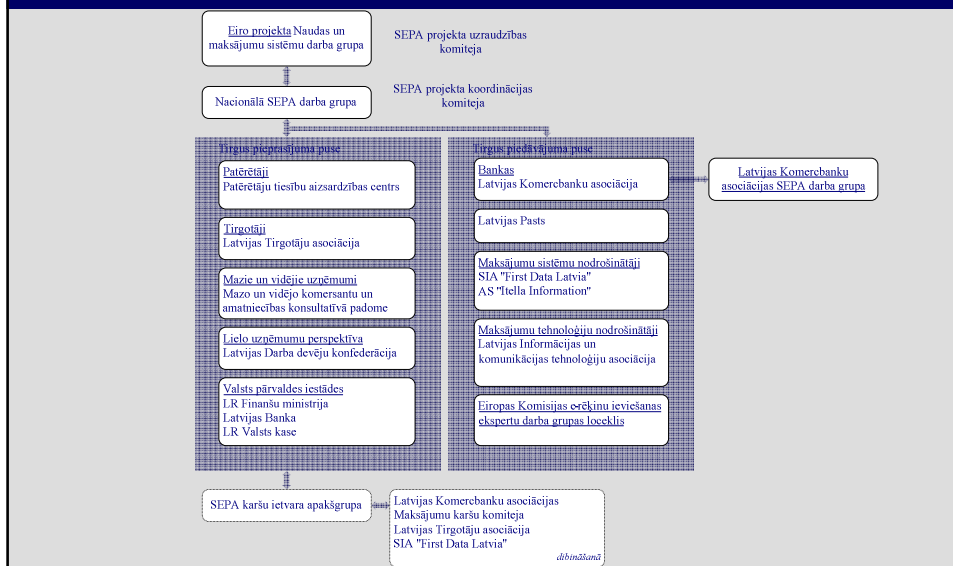 Eiro projekta Naudas un
maksājumu sistēmu darba grupa
SEPA projekta uzraudzības
komiteja
Nacionālā SEPA darba grupa
SEPA projekta koordinācijas
komiteja
Tirgus pieprasījuma puse
Patērētāji
Patērētāju tiesību aizsardzības centrs
Tirgotāji
Latvijas Tirgotāju asociācija
Mazie un vidējie uzņēmumi
Mazo un vidējo komersantu un
amatniecības konsultatīvā padome
Lielo uzņēmumu perspektīva
Latvijas Darba devēju konfederācija
Valsts pārvaldes iestādes
LR Finanšu ministrija
Latvijas Banka
LR Valsts kase
Tirgus piedāvājuma puse
Bankas
Latvijas Komercbanku asociācija
Latvijas Pasts
Maksājumu sistēmu nodrošinātāji
SIA "First Data Latvia"
AS "Itella Information"
Maksājumu tehnoloģiju nodrošinātāji
Latvijas Informācijas un
komunikācijas tehnoloģiju asociācija
Eiropas Komisijas e-rēķinu ieviešanas
ekspertu darba grupas loceklis
Latvijas Komercbanku
asociācijas SEPA darba grupa
SEPA karšu ietvara apakšgrupa
Latvijas Komercbanku asociācijas
Maksājumu karšu komiteja
Latvijas Tirgotāju asociācija
SIA "First Data Latvia"
dibināšanā